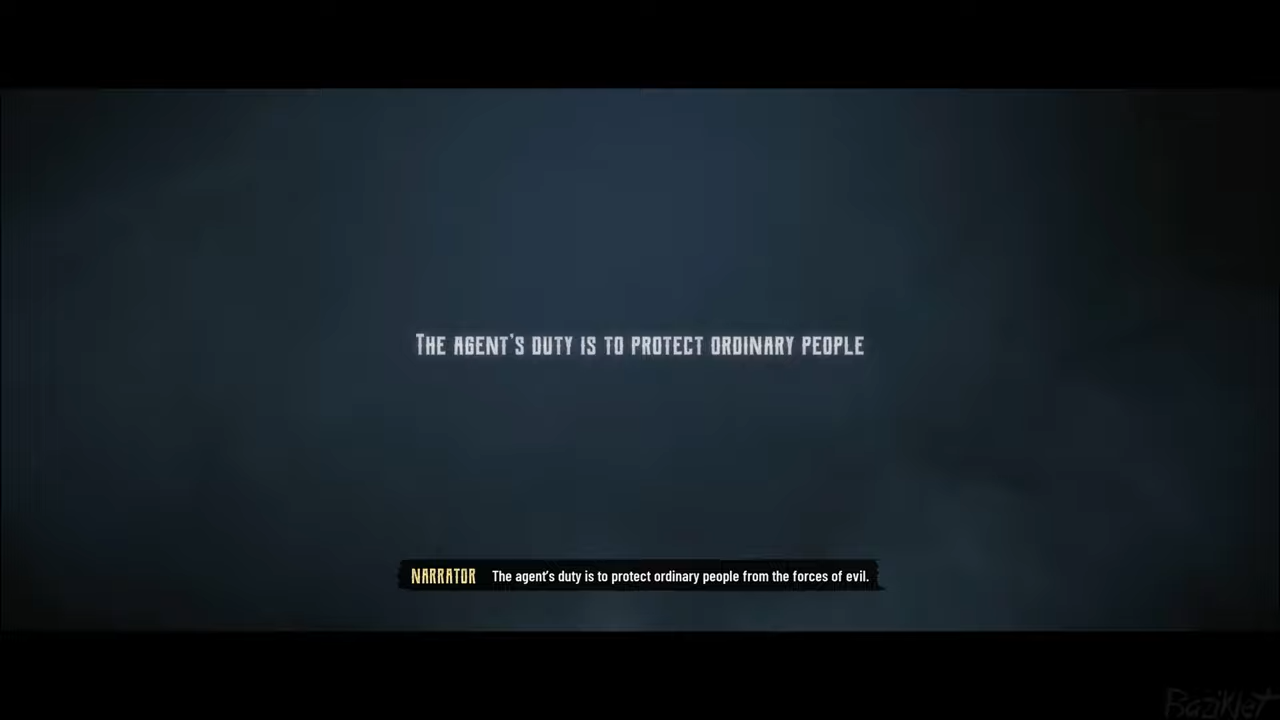 THE AGENT'S DUTY IS TO PROTECT ORDINARY PEOPLE
NARRATOR The agent's duty is to protect ordinary people from the forces of evil.
BazikJet